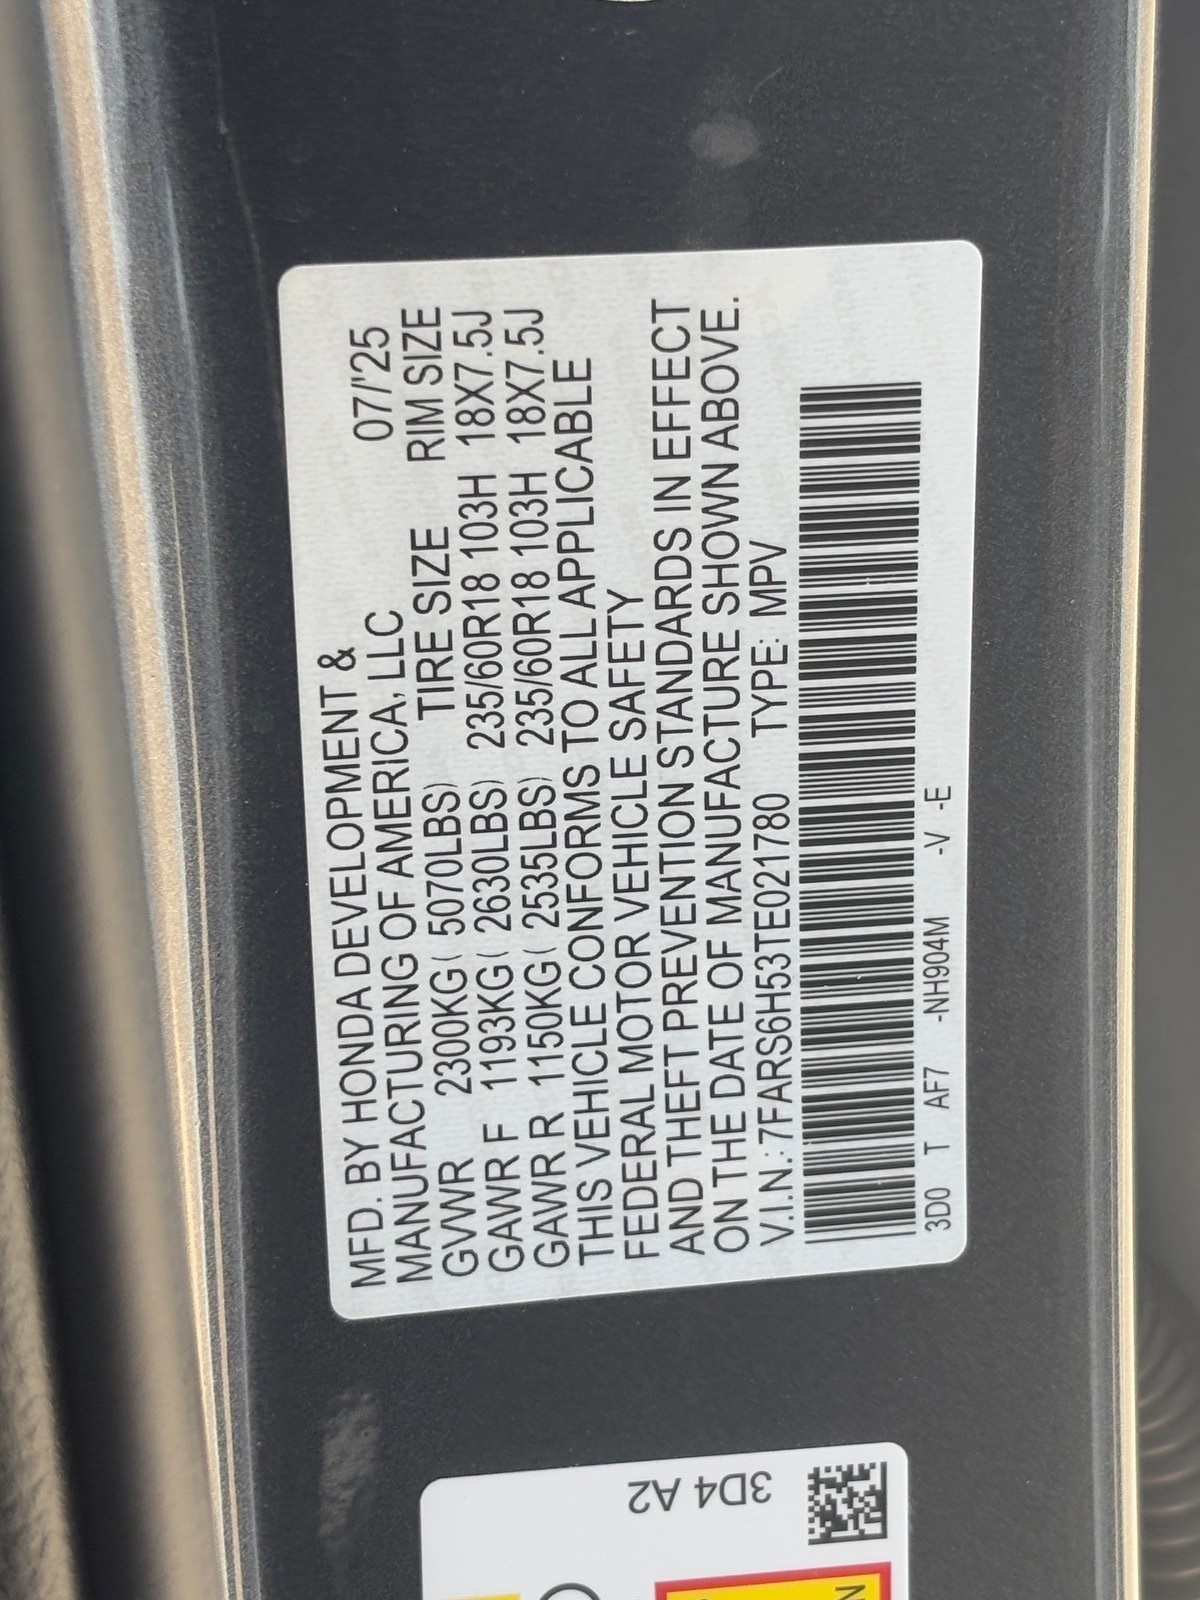 MFD. BY HONDA DEVELOPMENT &
MANUFACTURING OF AMERICA, LLC 07/'25
GVWR 2300KG( 5070LBS) TIRE SIZE RIM SIZE
GAWR F 1193KG( 2630LBS) 235/60R18 103H 18X7.5J
GAWR R 1150KG( 2535LBS) 235/60R18 103H 18X7.5J
THIS VEHICLE CONFORMS TO ALL APPLICABLE
FEDERAL MOTOR VEHICLE SAFETY
AND THEFT PREVENTION STANDARDS IN EFFECT
ON THE DATE OF MANUFACTURE SHOWN ABOVE.
V.I.N.: 7FARS6H53TE021780 TYPE: MPV
3D0 T AF7 -NH904M -V -E
3D4 A2